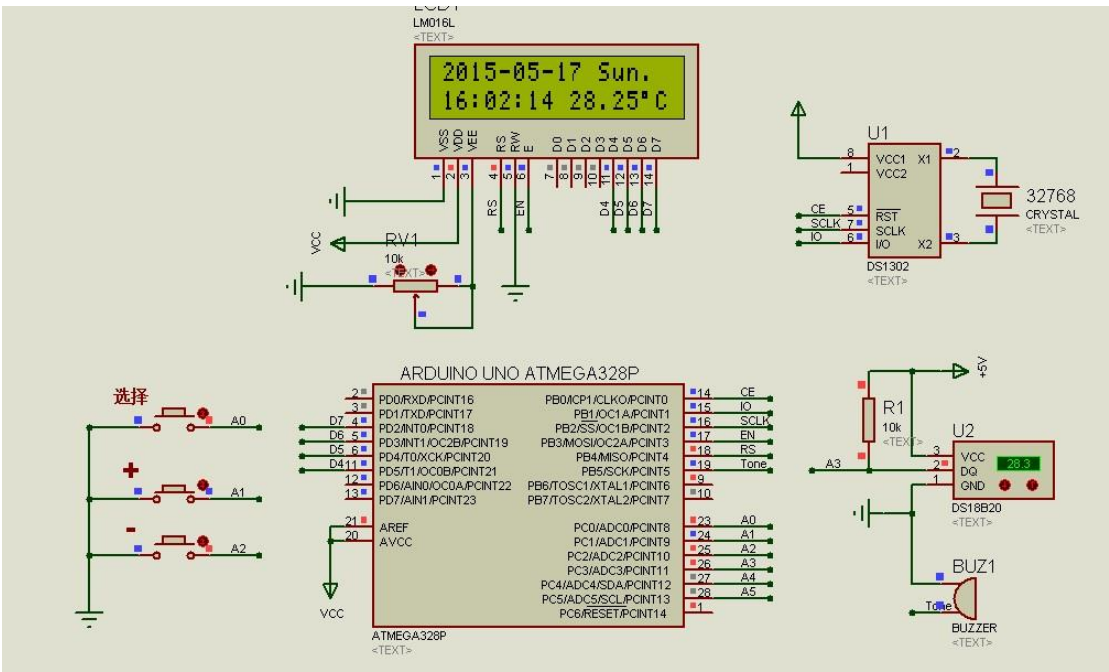 LCD1
LM016L
<TEXT>
2015-05-17 Sun.
16:02:14 28.25°C
VSS
VDD
VEE
RS
RW
E
D0
D1
D2
D3
D4
D5
D6
D7
1
2
3
4
5
6
7
8
9
10
11
12
13
14
RS
EN
D4
D5
D6
D7
VCC
RV1
10k
<TEXT>
U1
8 VCC1 X1 2
1 VCC2
CE 5 RST
SCLK 7 SCLK
IO 6 I/O X2 3
DS1302
<TEXT>
32768
CRYSTAL
<TEXT>
选择
A0
+
A1
-
A2
ARDUINO UNO ATMEGA328P
2 PD0/RXD/PCINT16 PB0/ICP1/CLKO/PCINT0 14 CE
3 PD1/TXD/PCINT17 PB1/OC1A/PCINT1 15 IO
D7 4 PD2/INT0/PCINT18 PB2/SS/OC1B/PCINT2 16 SCLK
D6 5 PD3/INT1/OC2B/PCINT19 PB3/MOSI/OC2A/PCINT3 17 EN
D5 6 PD4/T0/XCK/PCINT20 PB4/MISO/PCINT4 18 RS
D4 11 PD5/T1/OC0B/PCINT21 PB5/SCK/PCINT5 19 Tone
12 PD6/AIN0/OC0A/PCINT22 PB6/TOSC1/XTAL1/PCINT6 9
13 PD7/AIN1/PCINT23 PB7/TOSC2/XTAL2/PCINT7 10
21 AREF PC0/ADC0/PCINT8 23 A0
20 AVCC PC1/ADC1/PCINT9 24 A1
PC2/ADC2/PCINT10 25 A2
PC3/ADC3/PCINT11 26 A3
PC4/ADC4/SDA/PCINT12 27 A4
PC5/ADC5/SCL/PCINT13 28 A5
PC6/RESET/PCINT14 1
VCC
ATMEGA328P
<TEXT>
+5V
R1
10k
<TEXT>
A3
U2
3 VCC
2 DQ 28.3
1 GND
DS18B20
<TEXT>
BUZ1
Tone
BUZZER
<TEXT>